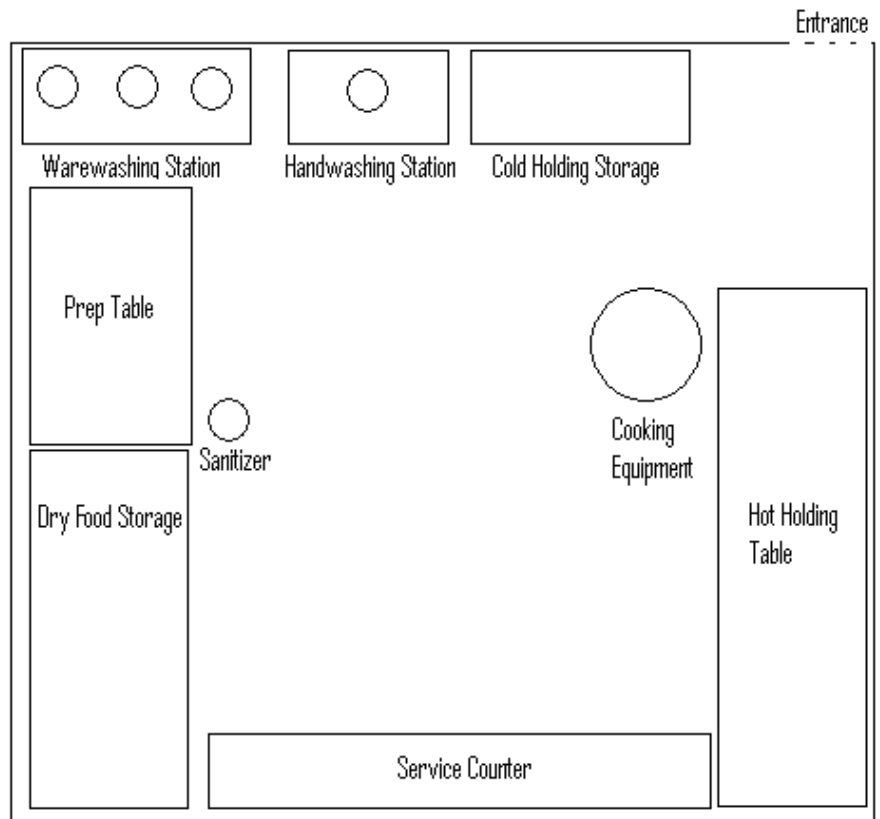 Entrance
Warewashing Station
Handwashing Station
Cold Holding Storage
Prep Table
Sanitizer
Cooking
Equipment
Dry Food Storage
Hot Holding
Table
Service Counter